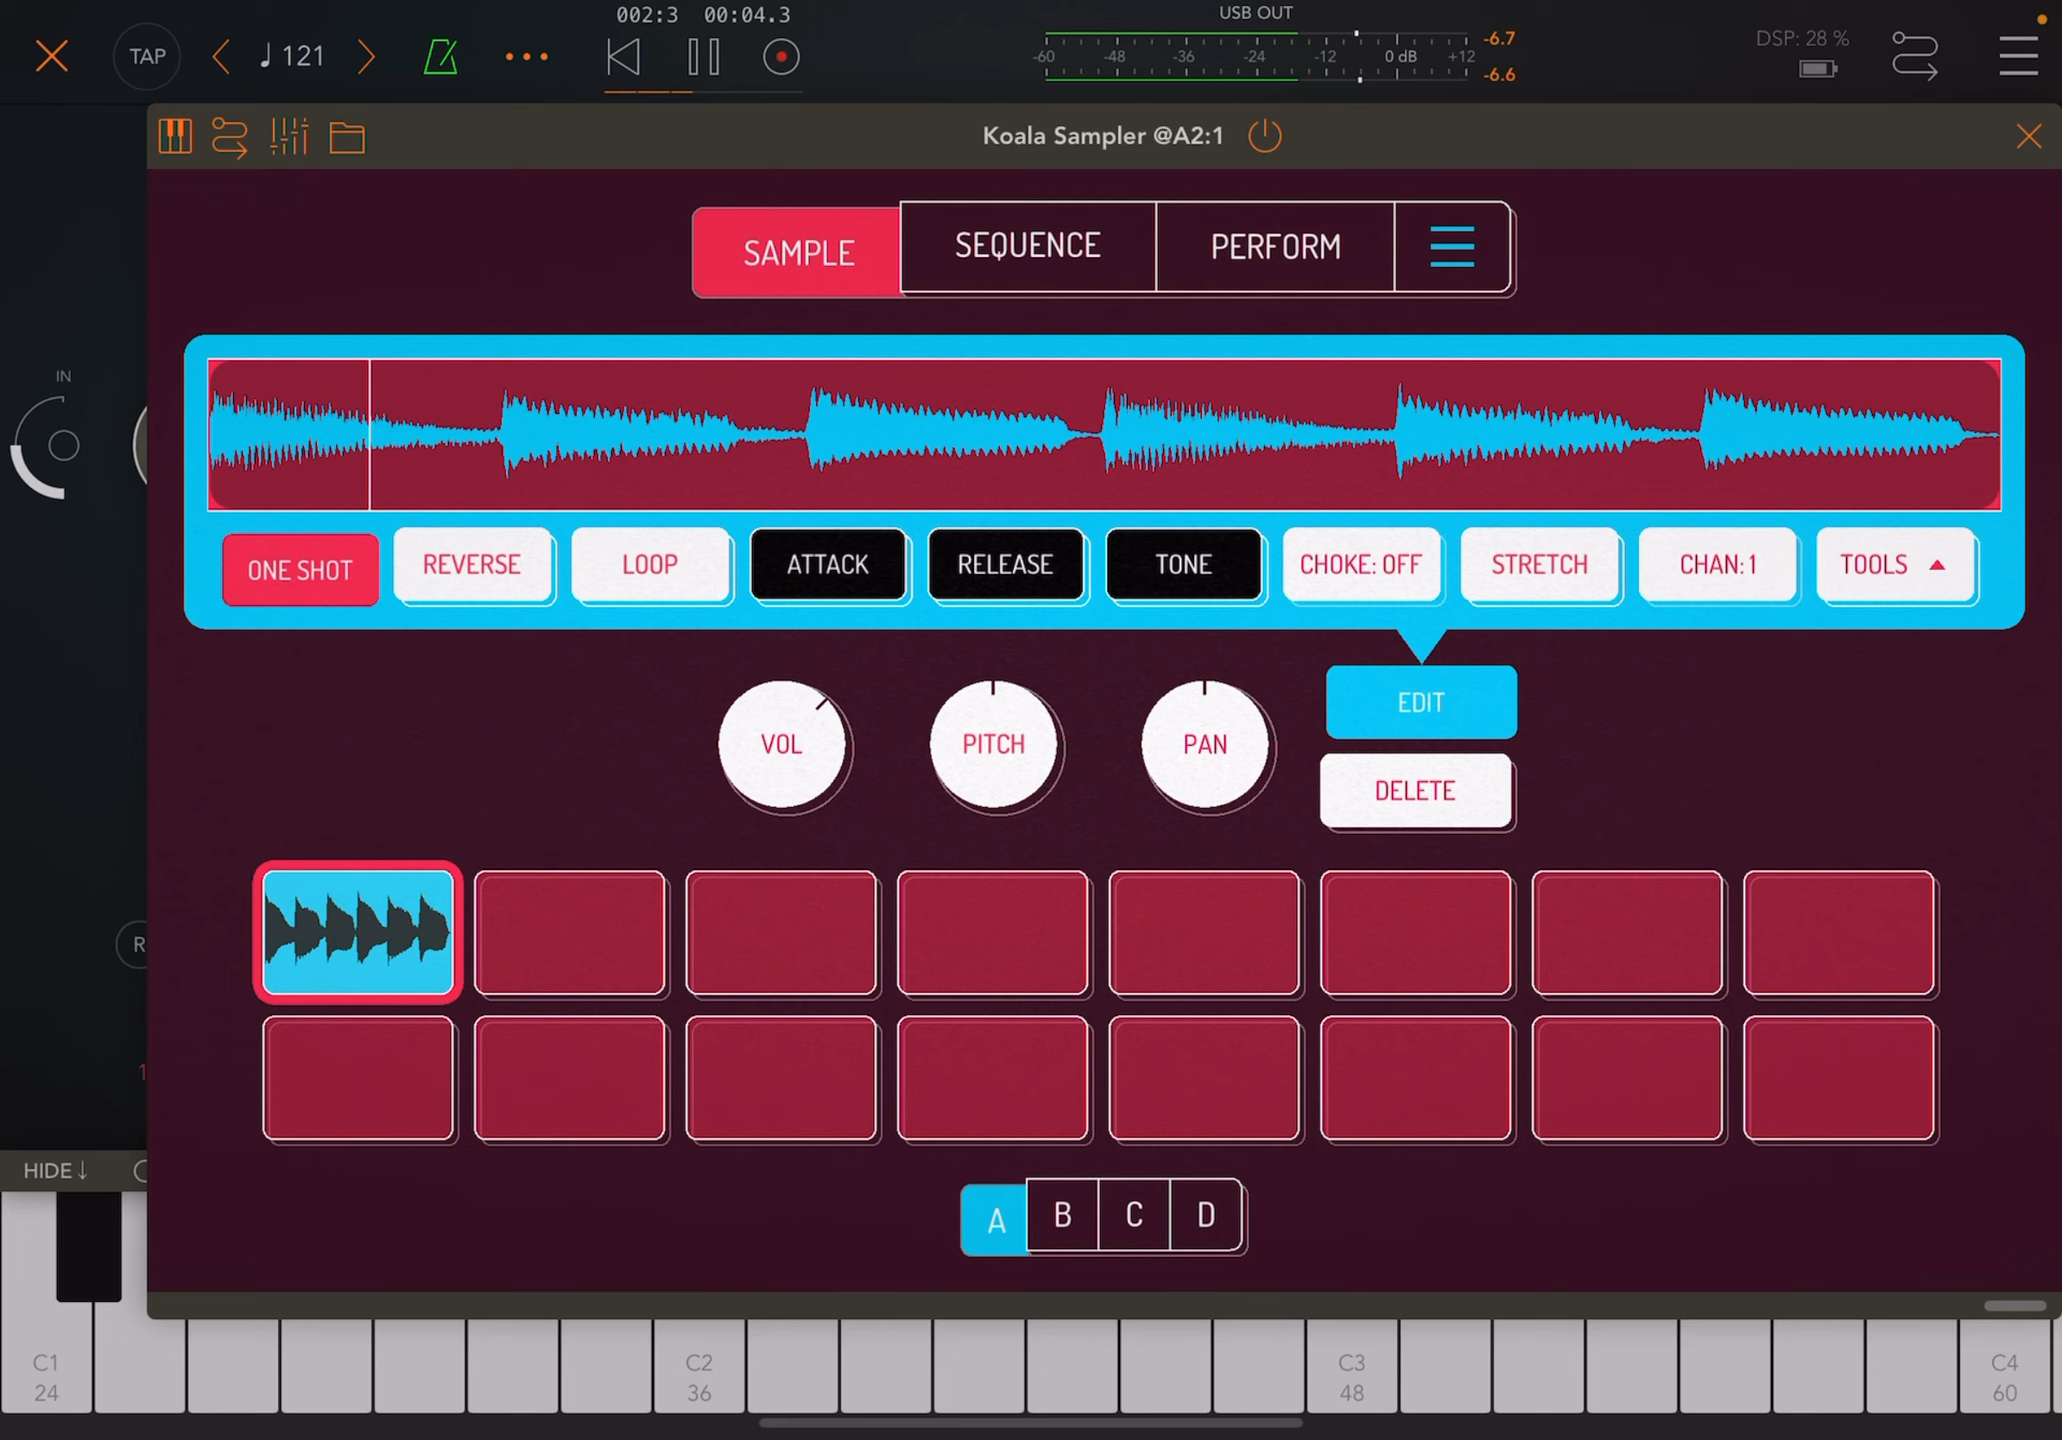 002:3 00:04.3
TAP
121
USB OUT
-60 -48 -36 -24 -12 0 dB +12
-6.7
-6.6
DSP: 28 %
Koala Sampler @A2:1
SAMPLE
SEQUENCE
PERFORM
IN
ONE SHOT
REVERSE
LOOP
ATTACK
RELEASE
TONE
CHOKE: OFF
STRETCH
CHAN: 1
TOOLS
VOL
PITCH
PAN
EDIT
DELETE
R
1
HIDE↓
A
B
C
D
C1
24
C2
36
C3
48
C4
60